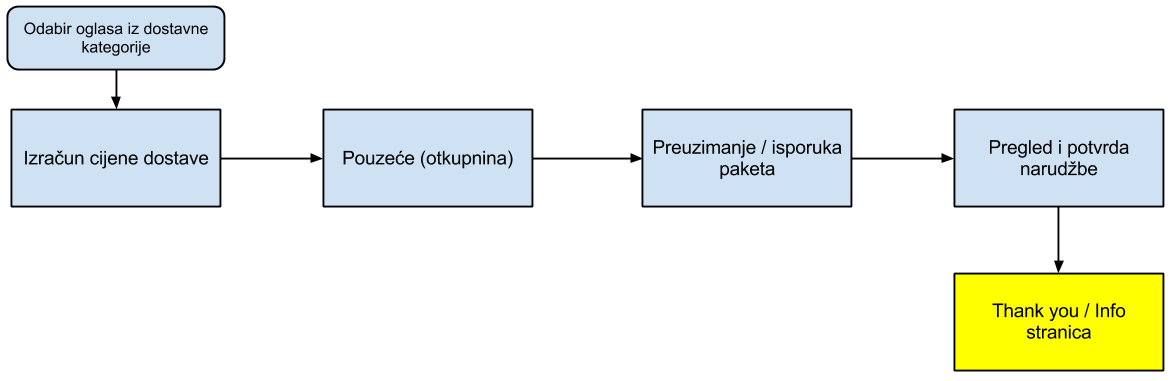 Odabir oglasa iz dostavne
kategorije
Izračun cijene dostave
Pouzeće (otkupnina)
Preuzimanje / isporuka
paketa
Pregled i potvrda
narudžbe
Thank you / Info
stranica